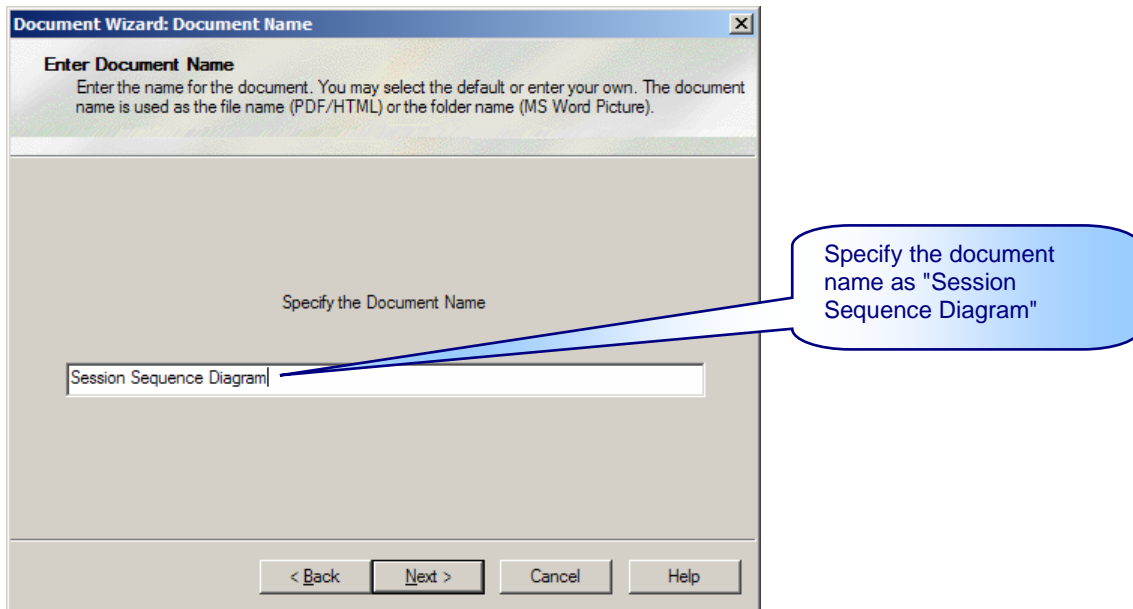 Document Wizard: Document Name
Enter Document Name
Enter the name for the document. You may select the default or enter your own. The document
name is used as the file name (PDF/HTML) or the folder name (MS Word Picture).
Specify the document
name as "Session
Sequence Diagram"
Specify the Document Name
Session Sequence Diagram
< Back
Next >
Cancel
Help